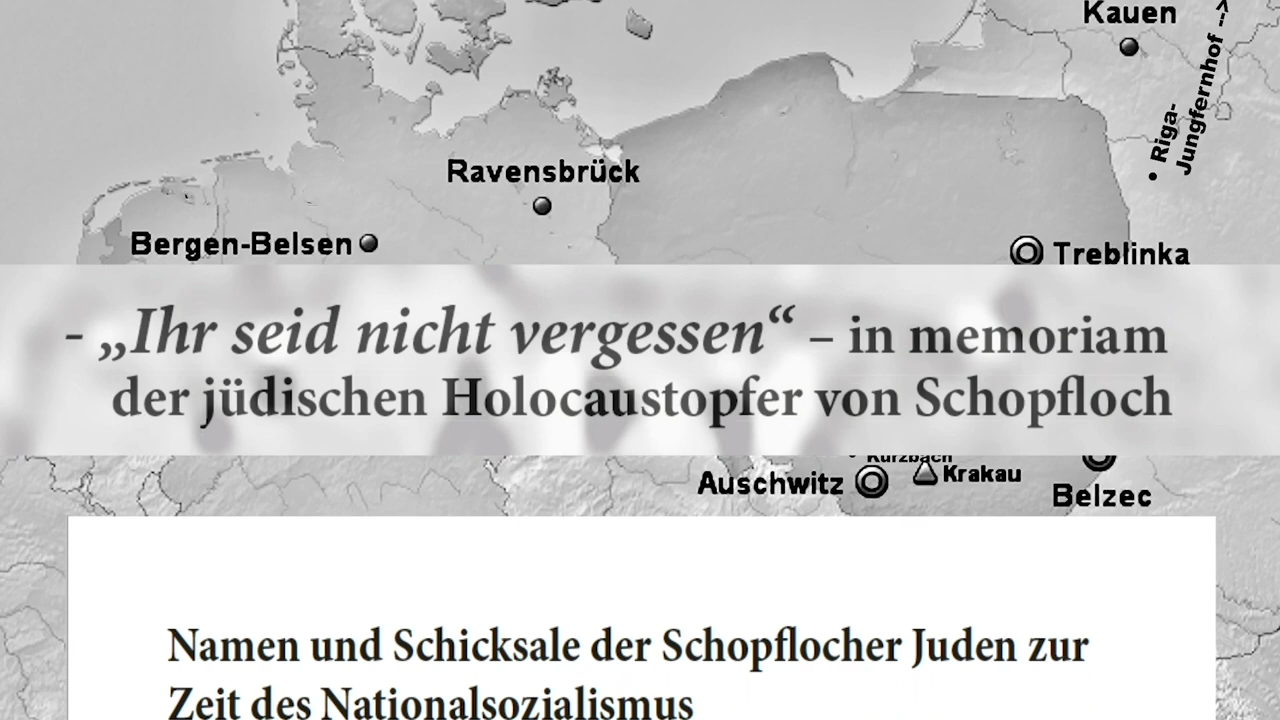 Kauen
Riga-
Jungfernhof -->
Ravensbrück
Bergen-Belsen
Treblinka
- „Ihr seid nicht vergessen“ – in memoriam
der jüdischen Holocaustopfer von Schopfloch
Kurzbach
Auschwitz
Krakau
Belzec
Namen und Schicksale der Schopflocher Juden zur
Zeit des Nationalsozialismus